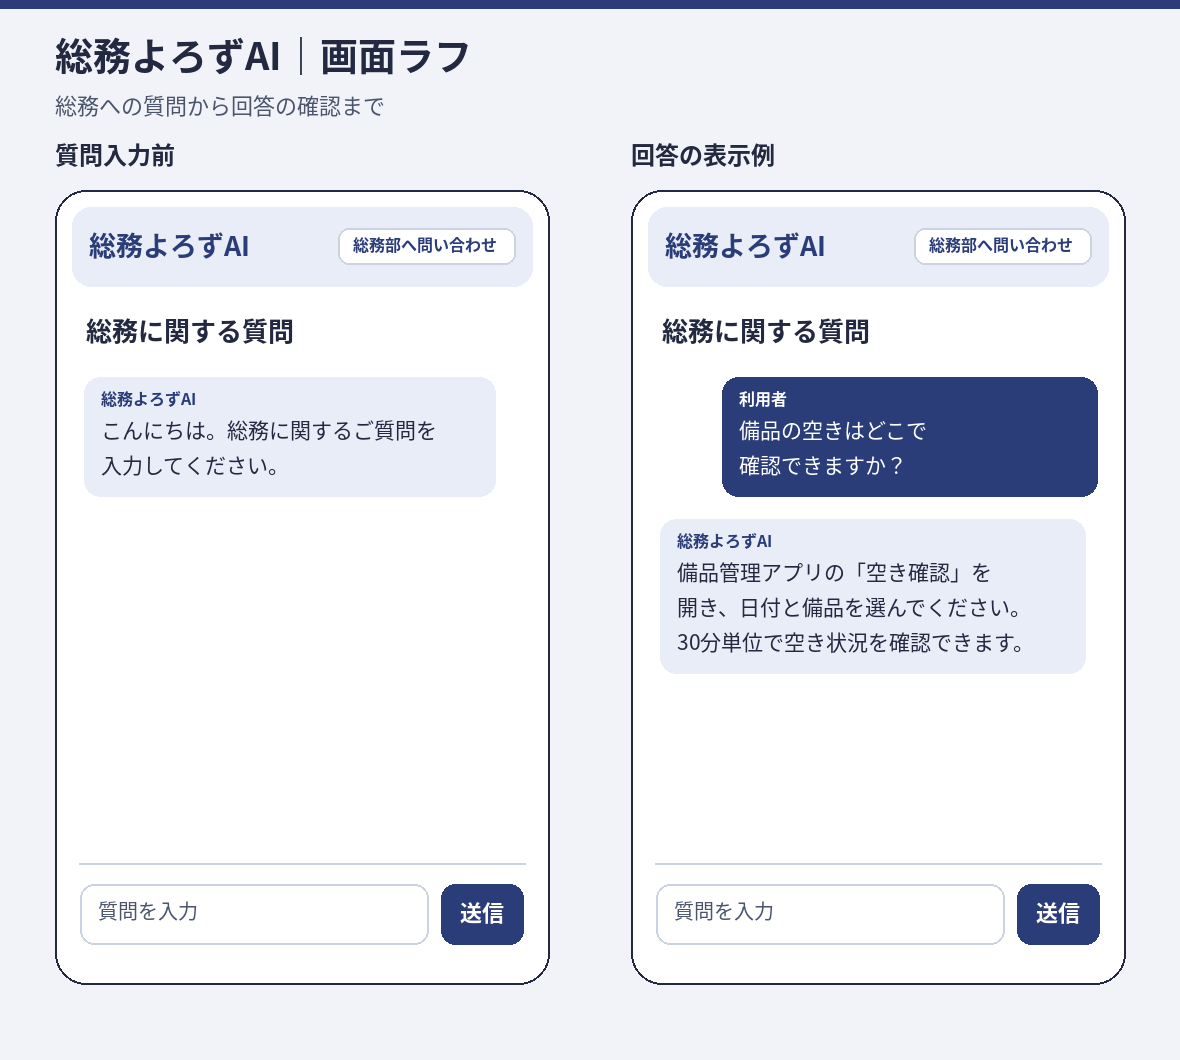 総務よろずAI｜画面ラフ
総務への質問から回答の確認まで
質問入力前
総務よろずAI
総務部へ問い合わせ
総務に関する質問
総務よろずAI
こんにちは。総務に関するご質問を
入力してください。
質問を入力
送信
回答の表示例
総務よろずAI
総務部へ問い合わせ
総務に関する質問
利用者
備品の空きはどこで
確認できますか？
総務よろずAI
備品管理アプリの「空き確認」を
開き、日付と備品を選んでください。
30分単位で空き状況を確認できます。
質問を入力
送信